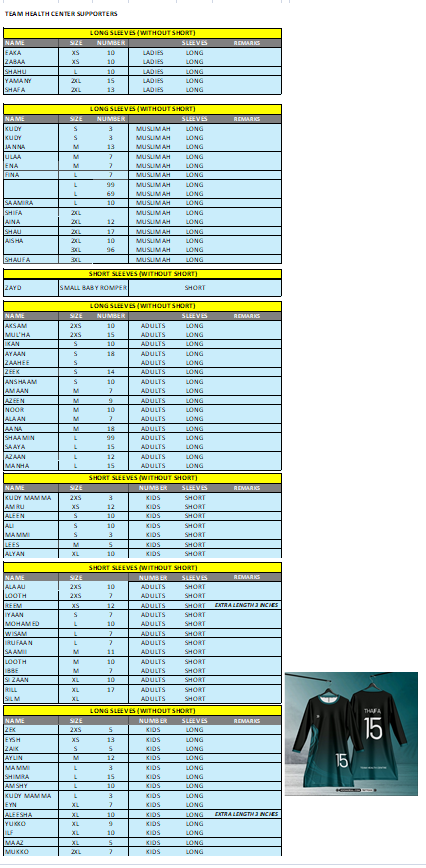 TEAM HEALTH CENTER SUPPORTERS
LONG SLEEVES (WITHOUT SHORT)
NAME SIZE NUMBER SLEEVES REMARKS
EAKA XS 10 LADIES LONG
ZABAA XS 10 LADIES LONG
SHAHU L 10 LADIES LONG
YAMANY 2XL 15 LADIES LONG
SHAFA 2XL 13 LADIES LONG
LONG SLEEVES (WITHOUT SHORT)
NAME SIZE NUMBER SLEEVES REMARKS
KUDY S 3 MUSLIMAH LONG
KUDY S 3 MUSLIMAH LONG
JANNA M 13 MUSLIMAH LONG
ULAA M 7 MUSLIMAH LONG
ENA M 7 MUSLIMAH LONG
FINA L 7 MUSLIMAH LONG
L 99 MUSLIMAH LONG
L 69 MUSLIMAH LONG
SAAMIRA L 10 MUSLIMAH LONG
SHIFA 2XL MUSLIMAH LONG
AINA 2XL 12 MUSLIMAH LONG
SHAU 2XL 17 MUSLIMAH LONG
AISHA 2XL 10 MUSLIMAH LONG
3XL 96 MUSLIMAH LONG
SHAUFA 3XL MUSLIMAH LONG
SHORT SLEEVES (WITHOUT SHORT)
ZAYD SMALL BABY ROMPER SHORT
LONG SLEEVES (WITHOUT SHORT)
NAME SIZE NUMBER SLEEVES REMARKS
AKSAM 2XS 10 ADULTS LONG
MUL'HA 2XS 15 ADULTS LONG
IKAN S 10 ADULTS LONG
AYAAN S 18 ADULTS LONG
ZAAHEE S ADULTS LONG
ZEEK S 14 ADULTS LONG
ANSHAAM S 10 ADULTS LONG
AMAAN M 7 ADULTS LONG
AZEEN M 9 ADULTS LONG
NOOR M 10 ADULTS LONG
ALAAN M 7 ADULTS LONG
AANA M 18 ADULTS LONG
SHAAMIN L 99 ADULTS LONG
SAAYA L 15 ADULTS LONG
AZAAN L 12 ADULTS LONG
MANHA L 15 ADULTS LONG
SHORT SLEEVES (WITHOUT SHORT)
NAME SIZE NUMBER SLEEVES REMARKS
KUDY MAMMA 2XS 3 KIDS SHORT
AMRU XS 12 KIDS SHORT
ALEEN S 10 KIDS SHORT
ALI S 10 KIDS SHORT
MAMMI S 3 KIDS SHORT
LEES M 5 KIDS SHORT
ALYAN XL 10 KIDS SHORT
SHORT SLEEVES (WITHOUT SHORT)
NAME SIZE NUMBER SLEEVES REMARKS
ALAAU 2XS 10 ADULTS SHORT
LOOTH 2XS 7 ADULTS SHORT
REEM XS 12 ADULTS SHORT EXTRA LENGTH 3 INCHES
IYAAN S 7 ADULTS SHORT
MOHAMED L 10 ADULTS SHORT
WISAM L 7 ADULTS SHORT
IRUFAAN L 7 ADULTS SHORT
SAAMII M 11 ADULTS SHORT
LOOTH M 10 ADULTS SHORT
IBBE M 7 ADULTS SHORT
SIZAAN XL 10 ADULTS SHORT
RILL XL 17 ADULTS SHORT
SILM XL ADULTS SHORT
LONG SLEEVES (WITHOUT SHORT)
NAME SIZE NUMBER SLEEVES REMARKS
ZEK 2XS 5 KIDS LONG
EYSH XS 13 KIDS LONG
ZAIK S 5 KIDS LONG
AYLIN M 12 KIDS LONG
MAMMI L 3 KIDS LONG
SHIMRA L 15 KIDS LONG
AMSHY L 10 KIDS LONG
KUDY MAMMA L 3 KIDS LONG
EYN XL 7 KIDS LONG
ALEESHA XL 10 KIDS LONG EXTRA LENGTH 3 INCHES
YUKKO XL 9 KIDS LONG
ILF XL 10 KIDS LONG
MAAZ XL 5 KIDS LONG
MUKKO 2XL 7 KIDS LONG
THAIFA
15
15